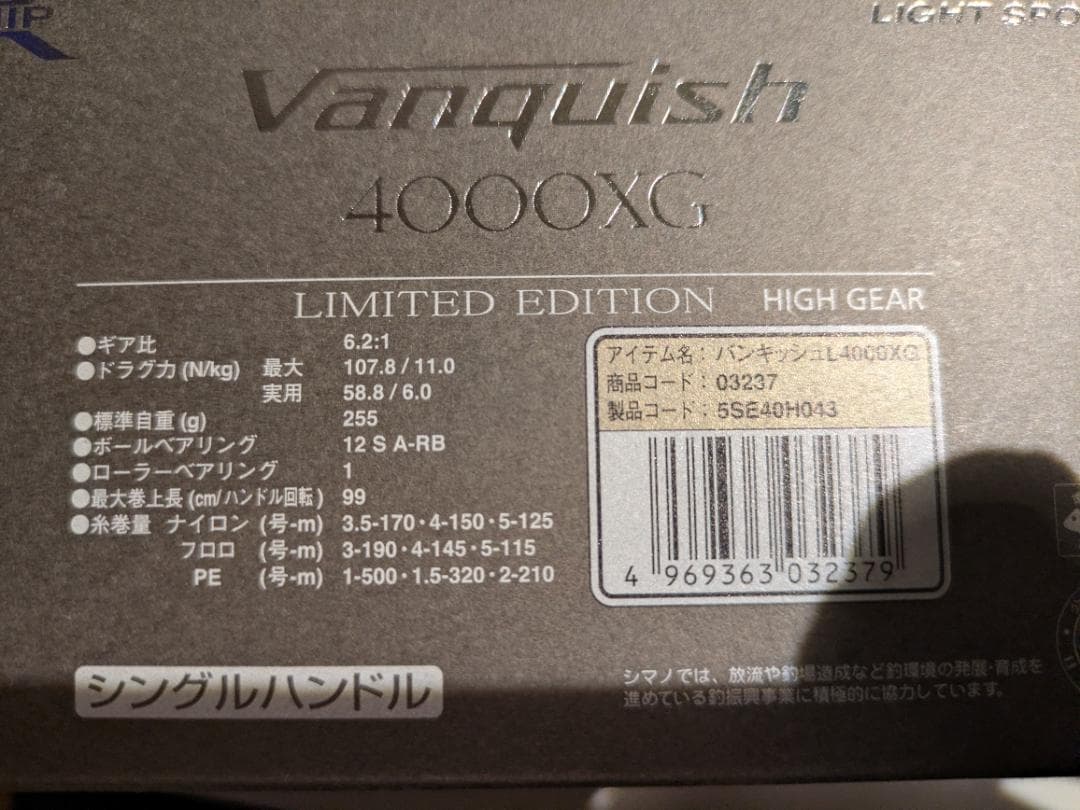 LIGHT SPO
Vanquish
4000XG
LIMITED EDITION HIGH GEAR
●ギア比 6.2:1
●ドラグ力(N/kg) 最大 107.8/11.0
実用 58.8/6.0
●標準自重(g) 255
●ボールベアリング 12 S A-RB
●ローラーベアリング 1
●最大巻上長(cm/ハンドル回転) 99
●糸巻量 ナイロン (号-m) 3.5-170・4-150・5-125
フロロ (号-m) 3-190・4-145・5-115
PE (号-m) 1-500・1.5-320・2-210
アイテム名:バンキッシュL4000XG
商品コード:03237
製品コード:5SE40H043
4 969363 032379
シングルハンドル
シマノでは、放流や釣場造成など釣環境の発展・育成を
進めている釣振興事業に積極的に協力しています。